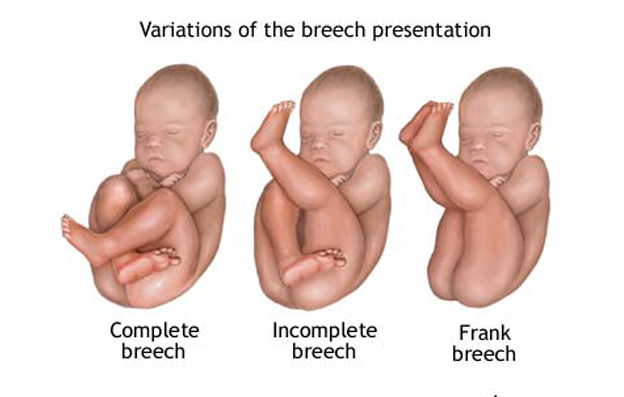 Variations of the breech presentation
Complete
breech
Incomplete
breech
Frank
breech